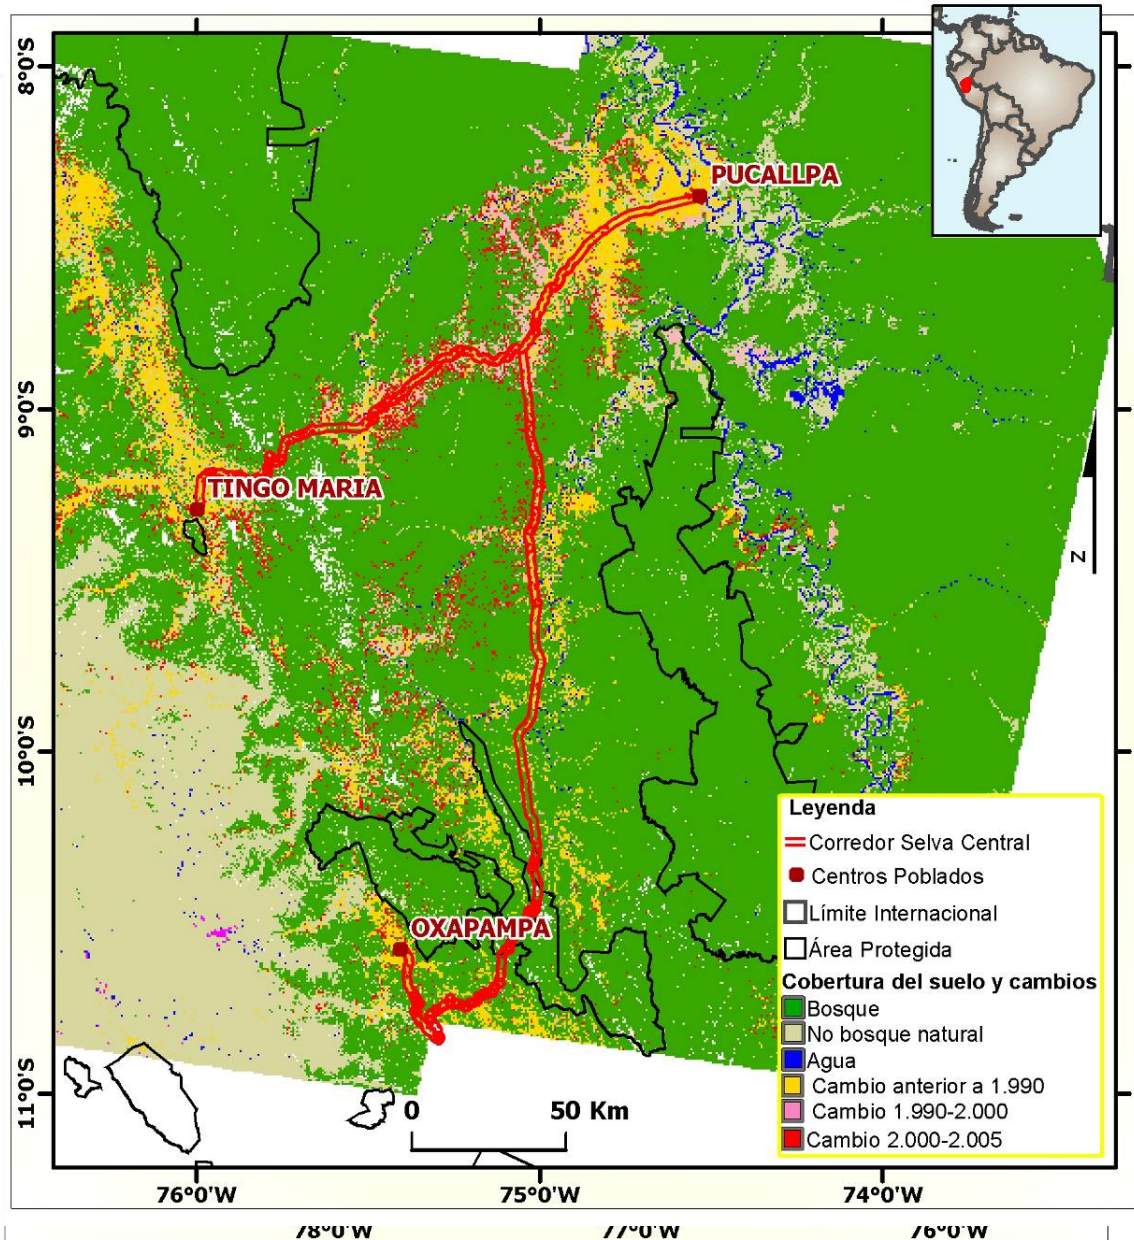 8°0'S
9°0'S
10°0'S
11°0'S
PUCALLPA
TINGO MARIA
OXAPAMPA
N
Leyenda
Corredor Selva Central
Centros Poblados
Límite Internacional
Área Protegida
Cobertura del suelo y cambios
Bosque
No bosque natural
Agua
Cambio anterior a 1.990
Cambio 1.990-2.000
Cambio 2.000-2.005
0 50 Km
76°0'W 75°0'W 74°0'W
78°0'W 77°0'W 76°0'W